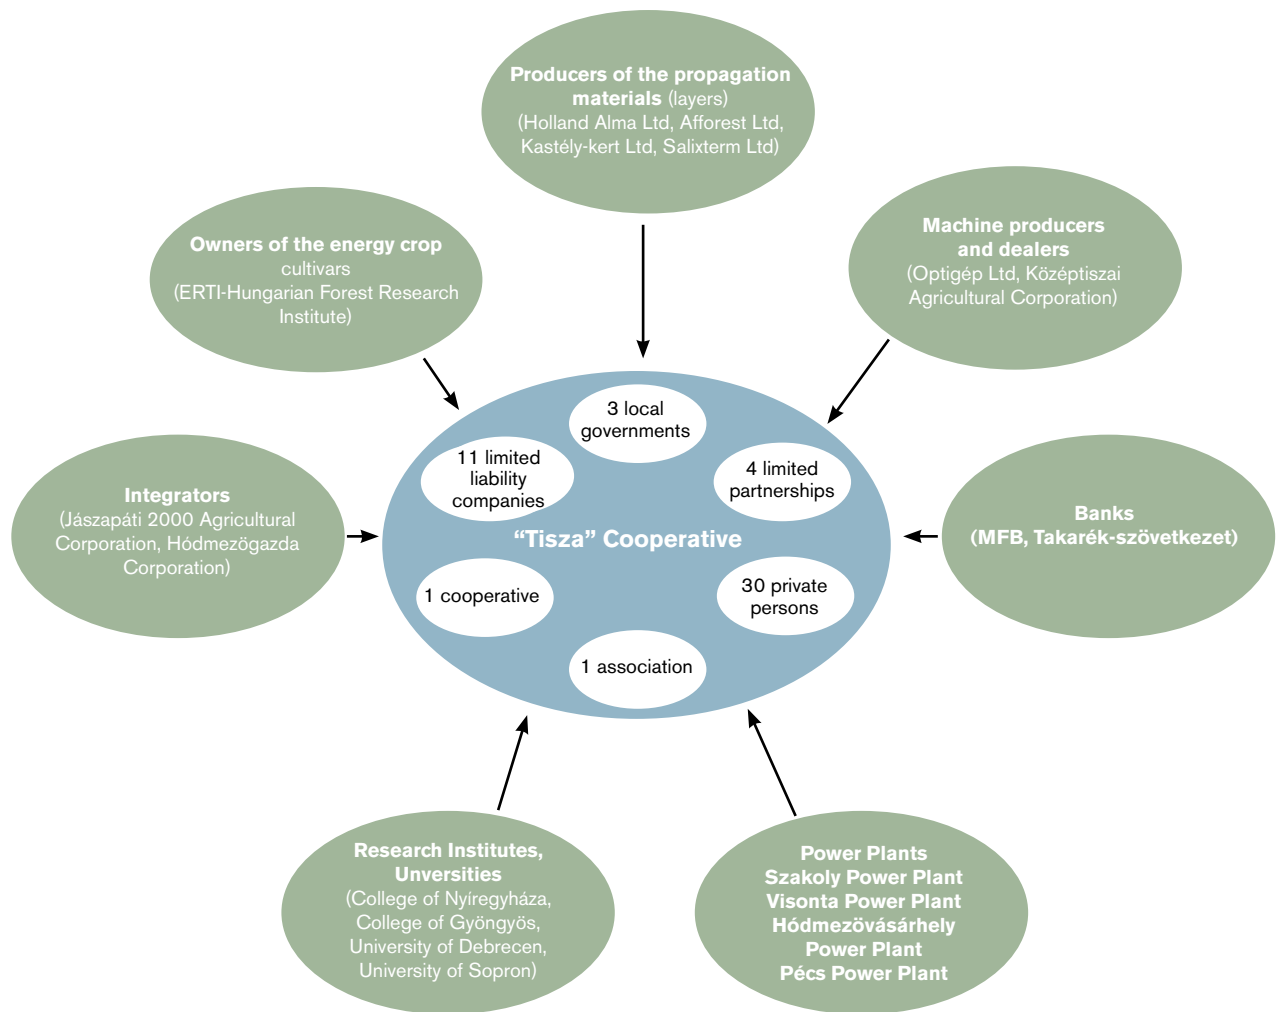 Producers of the propagation
materials (layers)
(Holland Alma Ltd, Afforest Ltd,
Kastély-kert Ltd, Salixterm Ltd)
Owners of the energy crop
cultivars
(ERTI-Hungarian Forest Research
Institute)
Machine producers
and dealers
(Optigép Ltd, Középtiszai
Agricultural Corporation)
3 local
governments
11 limited
liability
companies
4 limited
partnerships
Integrators
(Jászapáti 2000 Agricultural
Corporation, Hódmezögazda
Corporation)
“Tisza” Cooperative
Banks
(MFB, Takarék-szövetkezet)
1 cooperative
30 private
persons
1 association
Research Institutes,
Unversities
(College of Nyíregyháza,
College of Gyöngyös,
University of Debrecen,
University of Sopron)
Power Plants
Szakoly Power Plant
Visonta Power Plant
Hódmezövásárhely
Power Plant
Pécs Power Plant